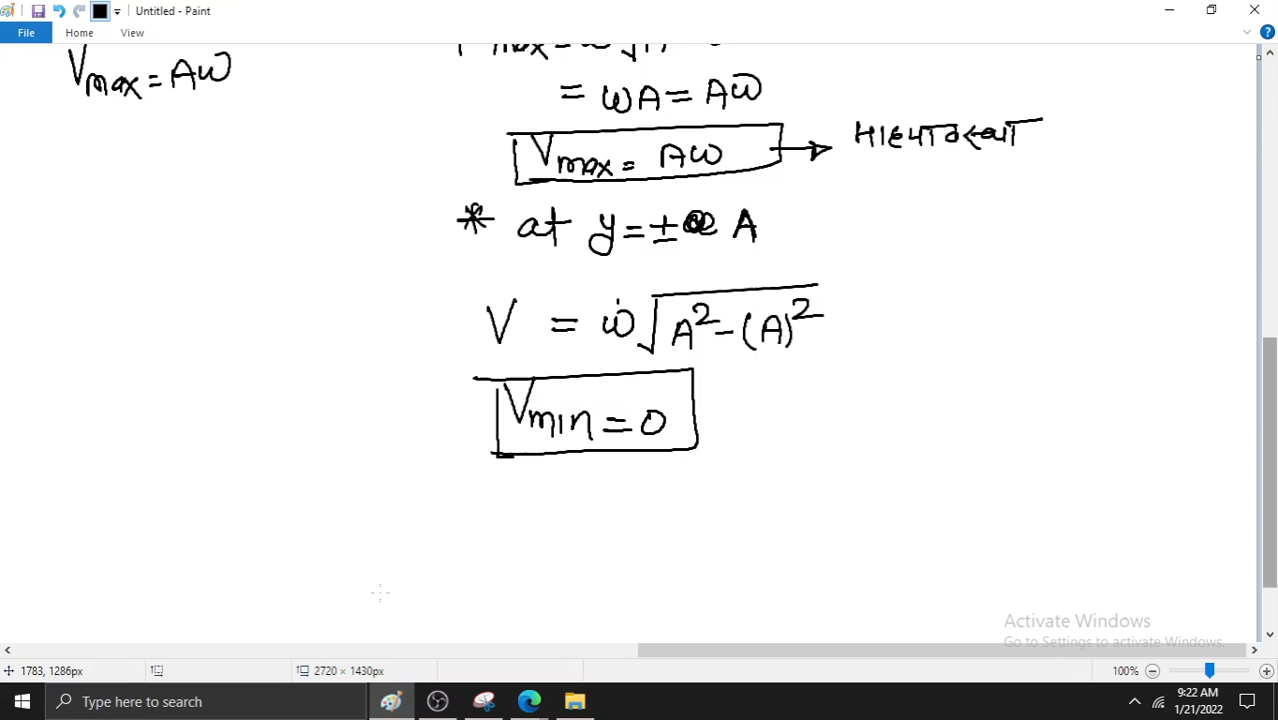 Untitled - Paint
File Home View
Vmax = Aω
= ωA = Aω
Vmax = Aω →
* at y = ± A
V = ω√A² - (A)²
Vmin = 0
Activate Windows
Go to Settings to activate Windows.
1783, 1286px 2720 × 1430px 100%
Type here to search
9:22 AM
1/21/2022